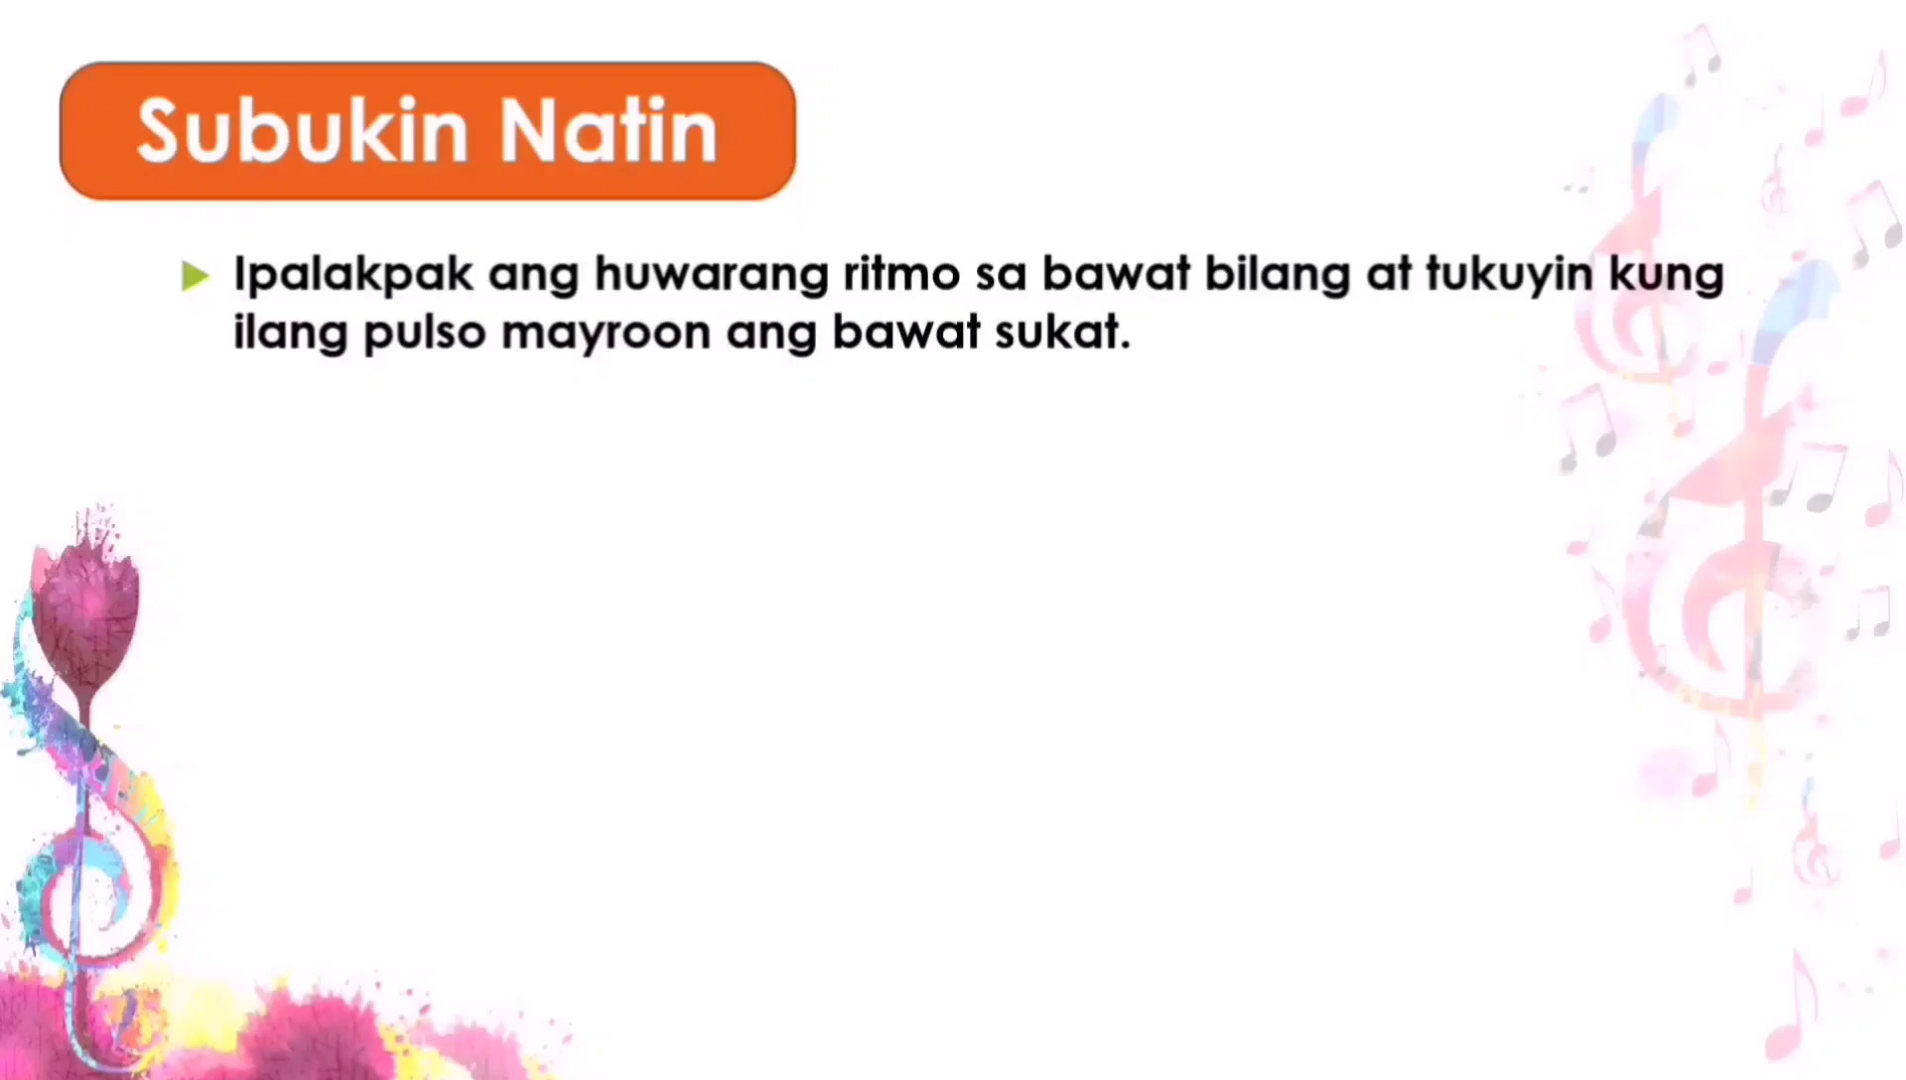 Subukin Natin
Ipalakpak ang huwarang ritmo sa bawat bilang at tukuyin kung
ilang pulso mayroon ang bawat sukat.